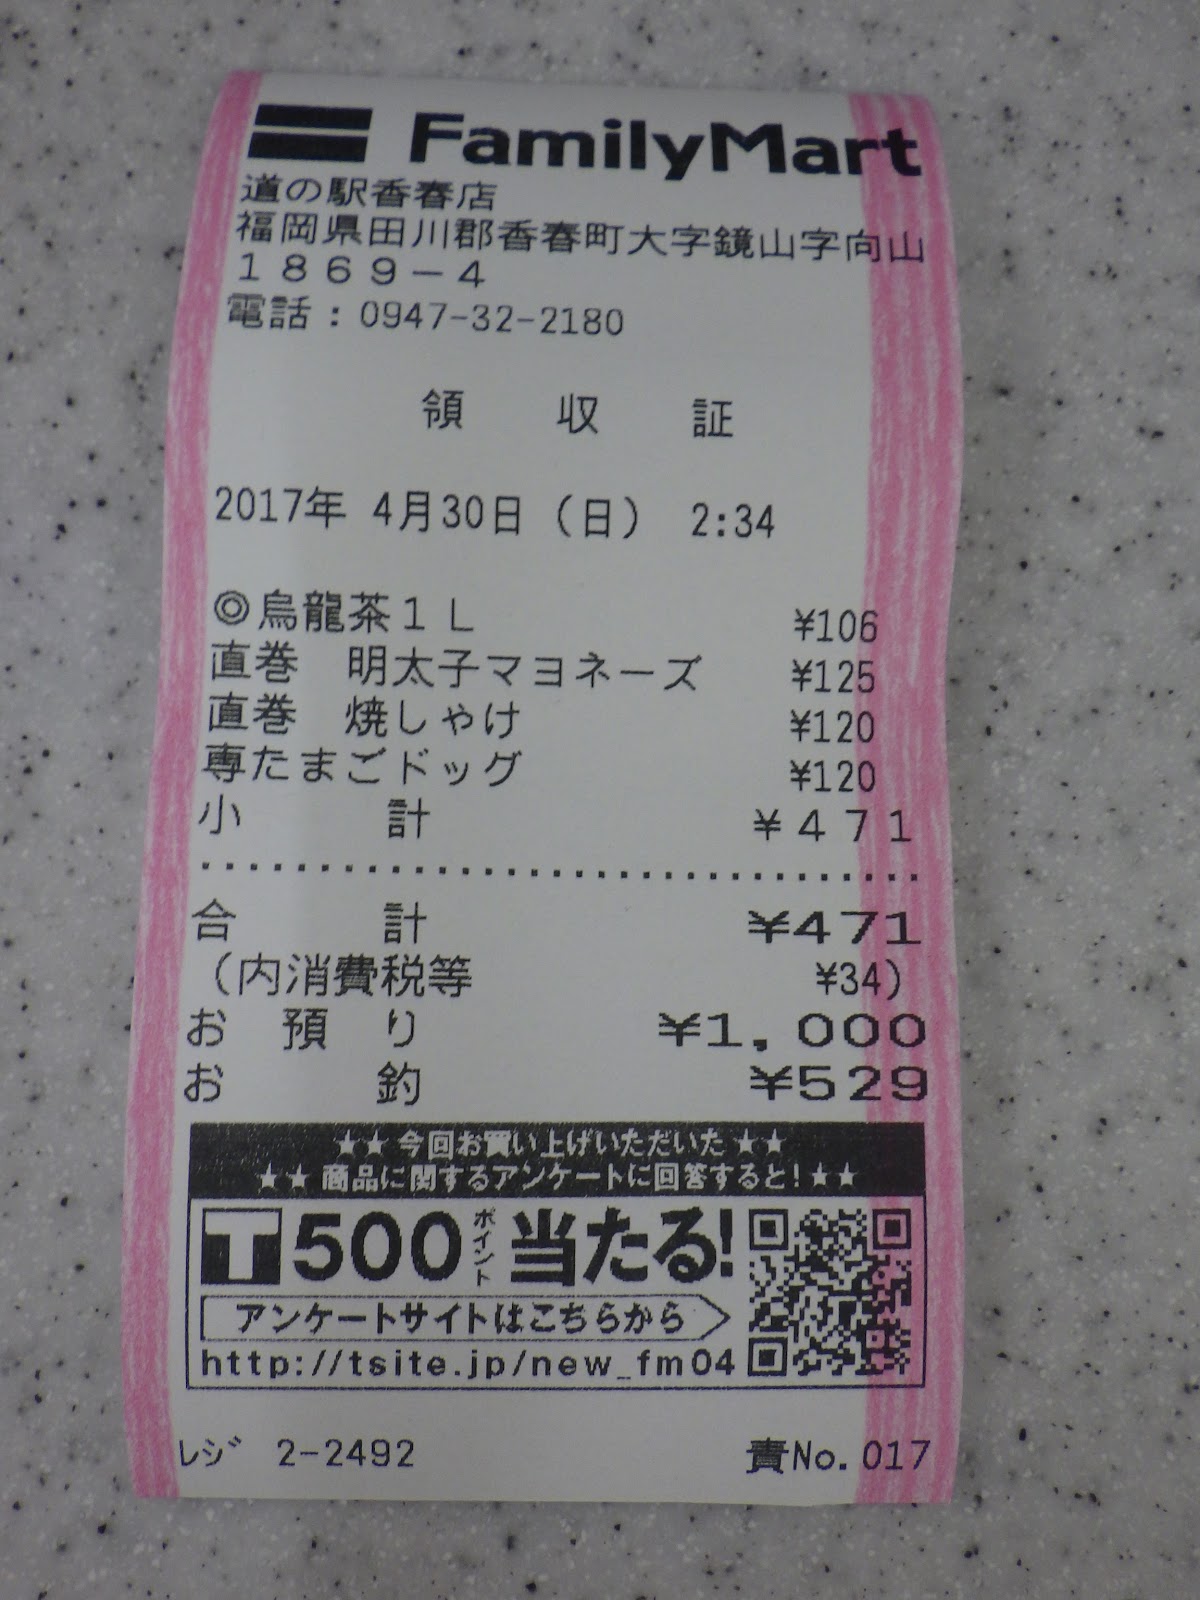 FamilyMart
道の駅香春店
福岡県田川郡香春町大字鏡山字向山
1869-4
電話:0947-32-2180
領 収 証
2017年 4月30日(日) 2:34
◎烏龍茶1L ¥106
直巻 明太子マヨネーズ ¥125
直巻 焼しゃけ ¥120
専たまごドッグ ¥120
小 計 ¥471
合 計 ¥471
(内消費税等 ¥34)
お 預 り ¥1,000
お 釣 ¥529
★★ 今回お買い上げいただいた ★★
★★ 商品に関するアンケートに回答すると!★★
T500ポイント当たる!
アンケートサイトはこちらから
http://tsite.jp/new_fm04
レジ 2-2492 責No.017